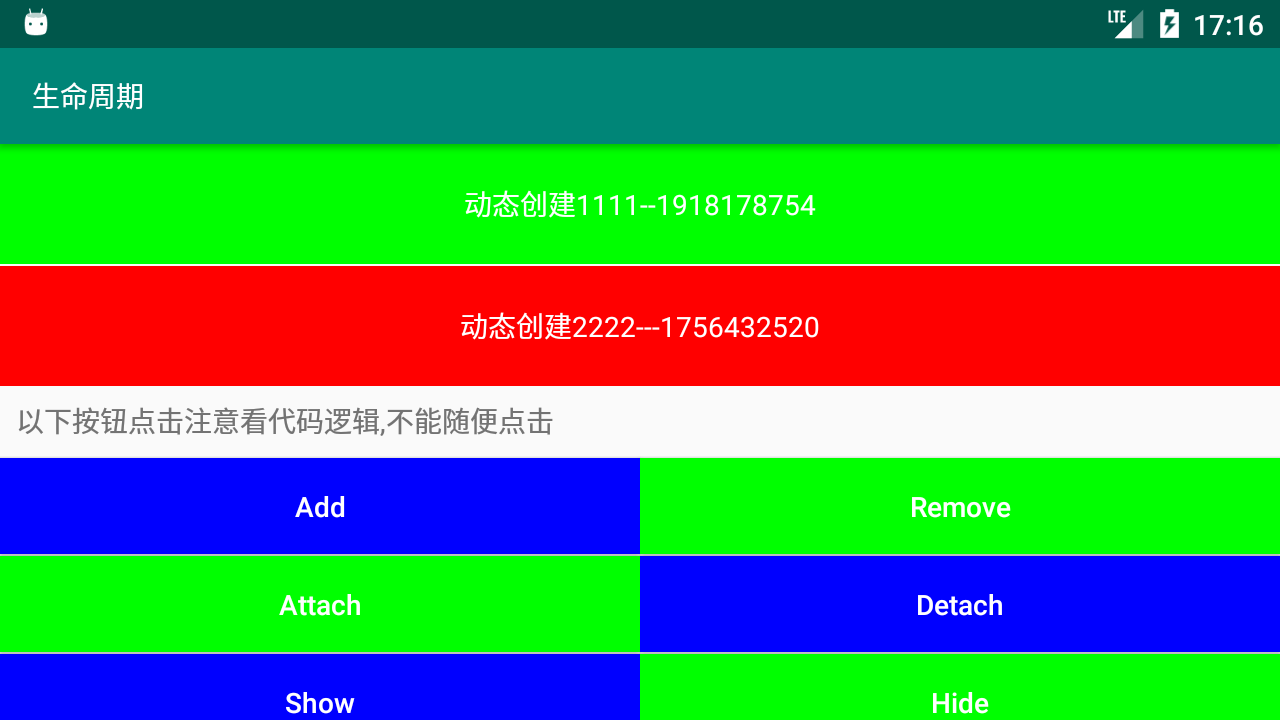 LTE 17:16
生命周期
动态创建1111--1918178754
动态创建2222---1756432520
以下按钮点击注意看代码逻辑,不能随便点击
Add Remove
Attach Detach
Show Hide